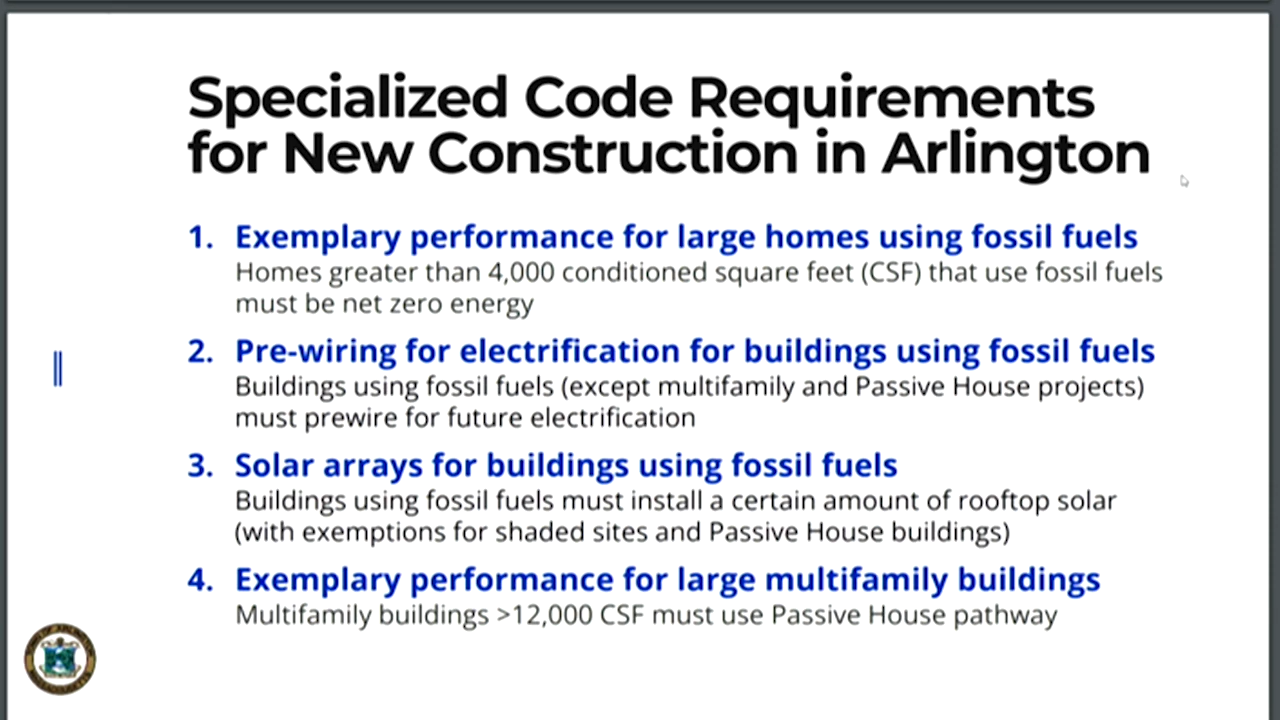 Specialized Code Requirements
for New Construction in Arlington
1. Exemplary performance for large homes using fossil fuels
Homes greater than 4,000 conditioned square feet (CSF) that use fossil fuels
must be net zero energy
2. Pre-wiring for electrification for buildings using fossil fuels
Buildings using fossil fuels (except multifamily and Passive House projects)
must prewire for future electrification
3. Solar arrays for buildings using fossil fuels
Buildings using fossil fuels must install a certain amount of rooftop solar
(with exemptions for shaded sites and Passive House buildings)
4. Exemplary performance for large multifamily buildings
Multifamily buildings >12,000 CSF must use Passive House pathway